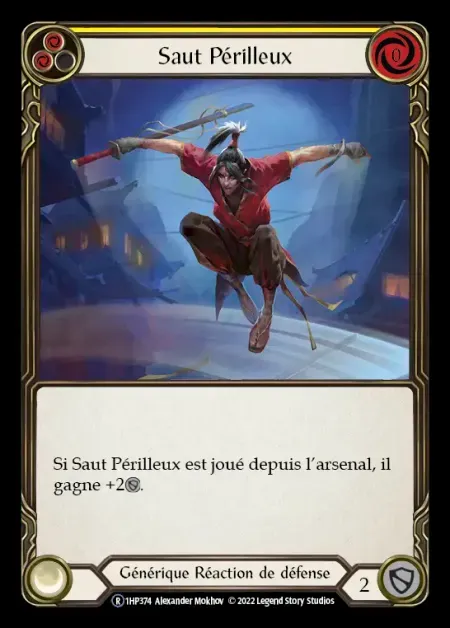 Saut Périlleux
0
Si Saut Périlleux est joué depuis l'arsenal, il
gagne +2.
Générique Réaction de défense
2
R 1HP374 Alexander Mokhov © 2022 Legend Story Studios